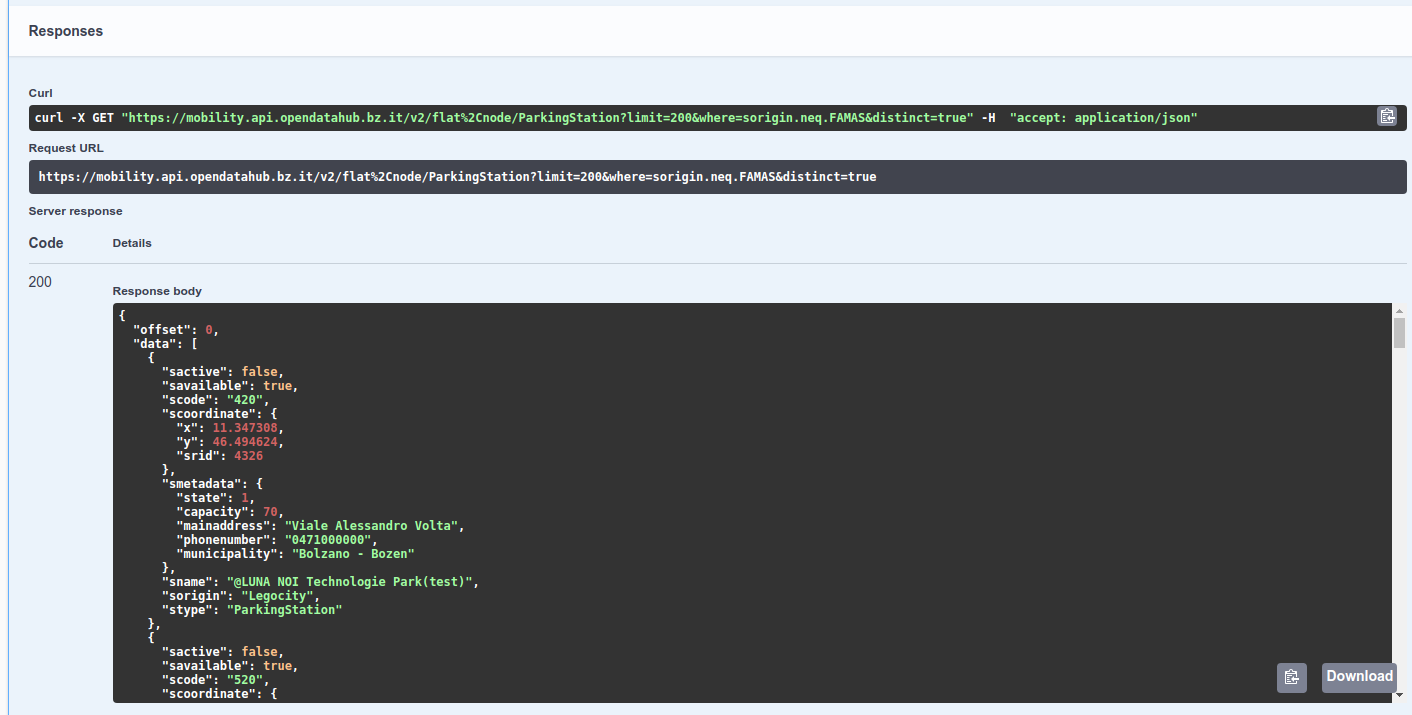 Responses
Curl
curl -X GET "https://mobility.api.opendatahub.bz.it/v2/flat%2Cnode/ParkingStation?limit=200&where=sorigin.neq.FAMAS&distinct=true" -H  "accept: application/json"
Request URL
https://mobility.api.opendatahub.bz.it/v2/flat%2Cnode/ParkingStation?limit=200&where=sorigin.neq.FAMAS&distinct=true
Server response
Code Details
200
Response body
{
  "offset": 0,
  "data": [
    {
      "sactive": false,
      "savailable": true,
      "scode": "420",
      "scoordinate": {
        "x": 11.347308,
        "y": 46.494624,
        "srid": 4326
      },
      "smetadata": {
        "state": 1,
        "capacity": 70,
        "mainaddress": "Viale Alessandro Volta",
        "phonenumber": "0471000000",
        "municipality": "Bolzano - Bozen"
      },
      "sname": "@LUNA NOI Technologie Park(test)",
      "sorigin": "Legocity",
      "stype": "ParkingStation"
    },
    {
      "sactive": false,
      "savailable": true,
      "scode": "520",
      "scoordinate": {
Download